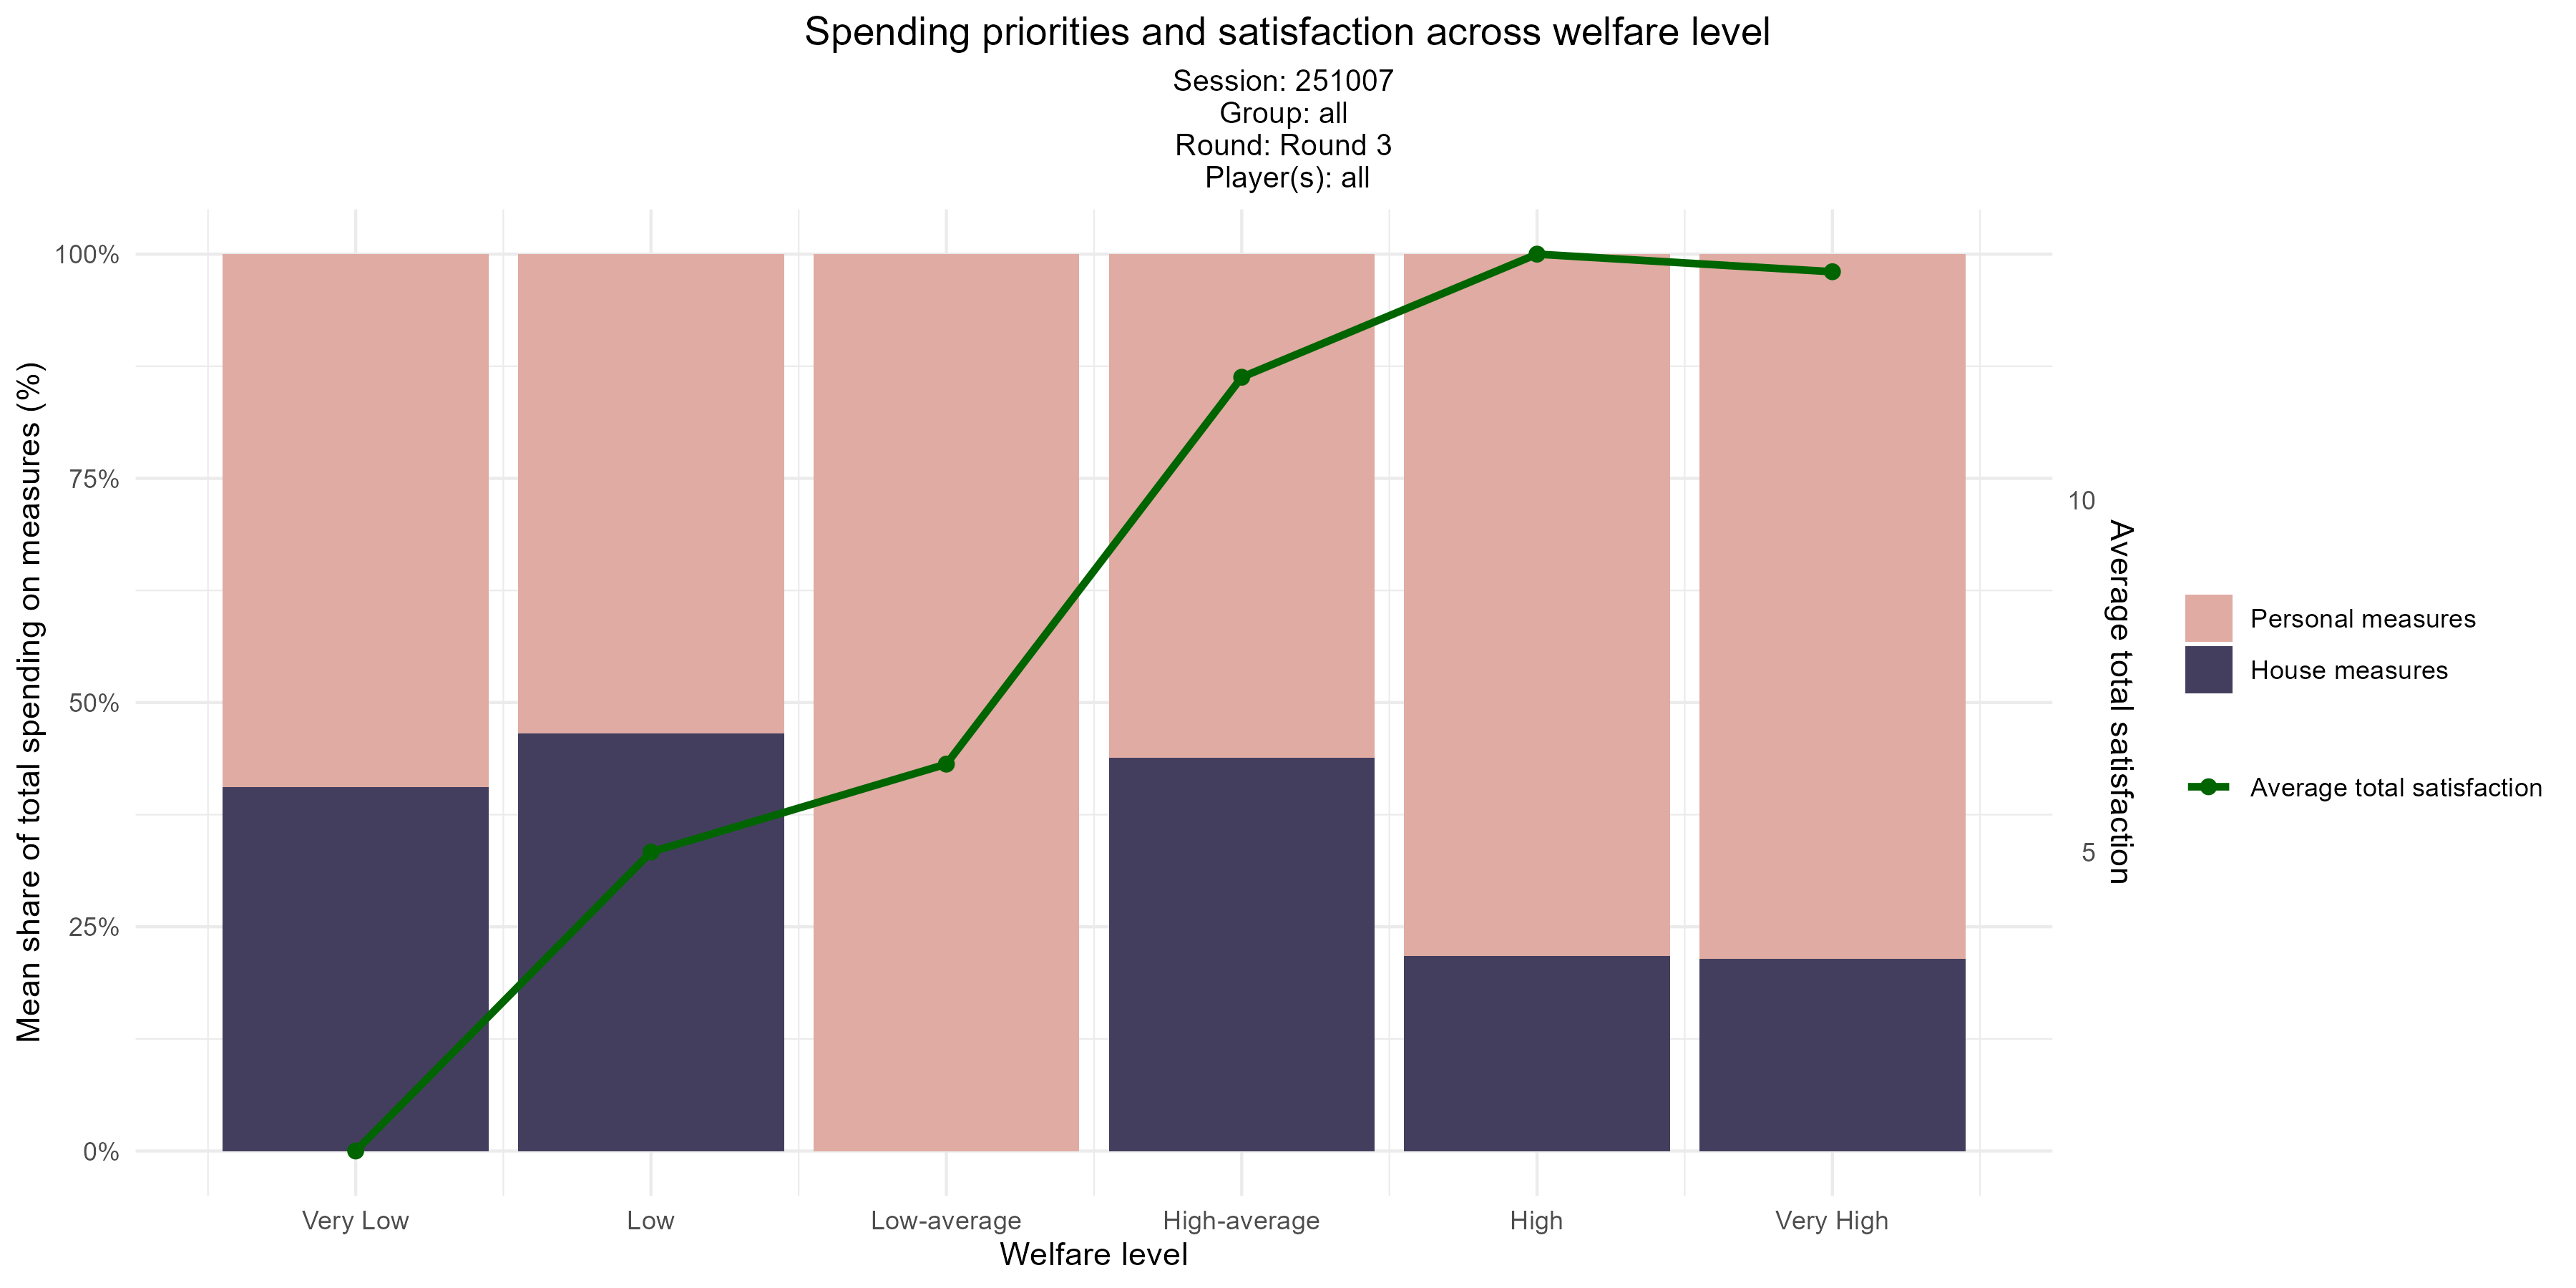 Spending priorities and satisfaction across welfare level
Session: 251007
Group: all
Round: Round 3
Player(s): all
Mean share of total spending on measures (%)
100%
75%
50%
25%
0%
10
5
Average total satisfaction
Personal measures
House measures
Average total satisfaction
Very Low
Low
Low-average
High-average
High
Very High
Welfare level